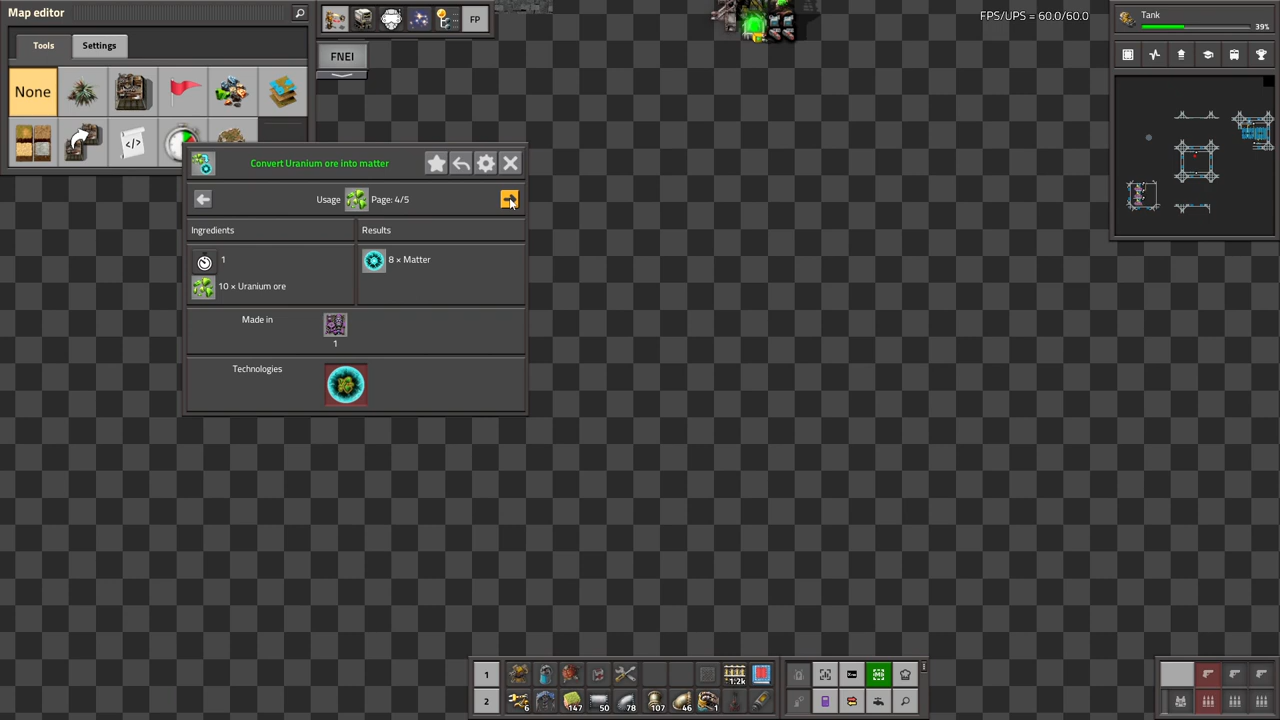 Map editor
FP
FPS/UPS = 60.0/60.0
Tank
39%
Tools
Settings
FNEI
None
Convert Uranium ore into matter
Usage
Page: 4/5
Ingredients
Results
1
8 × Matter
10 × Uranium ore
Made in
1
Technologies
1
1.2k
2
6
147
50
78
107
46
1